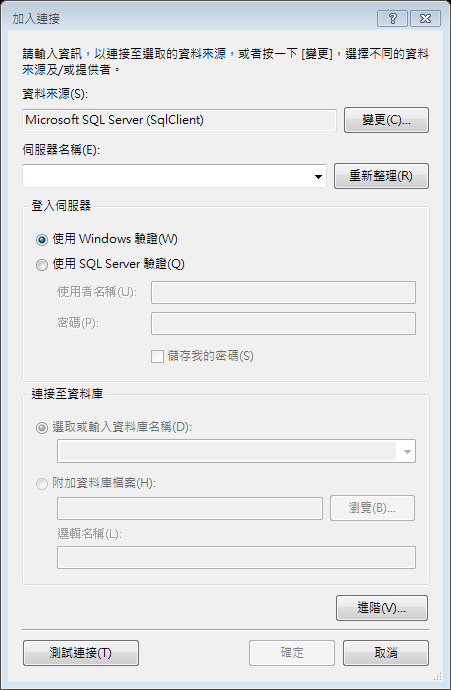 加入連接
請輸入資訊，以連接至選取的資料來源，或者按一下 [變更]，選擇不同的資料
來源及/或提供者。
資料來源(S):
Microsoft SQL Server (SqlClient)
變更(C)...
伺服器名稱(E):
重新整理(R)
登入伺服器
使用 Windows 驗證(W)
使用 SQL Server 驗證(Q)
使用者名稱(U):
密碼(P):
儲存我的密碼(S)
連接至資料庫
選取或輸入資料庫名稱(D):
附加資料庫檔案(H):
瀏覽(B)...
邏輯名稱(L):
進階(V)...
測試連接(T)
確定
取消